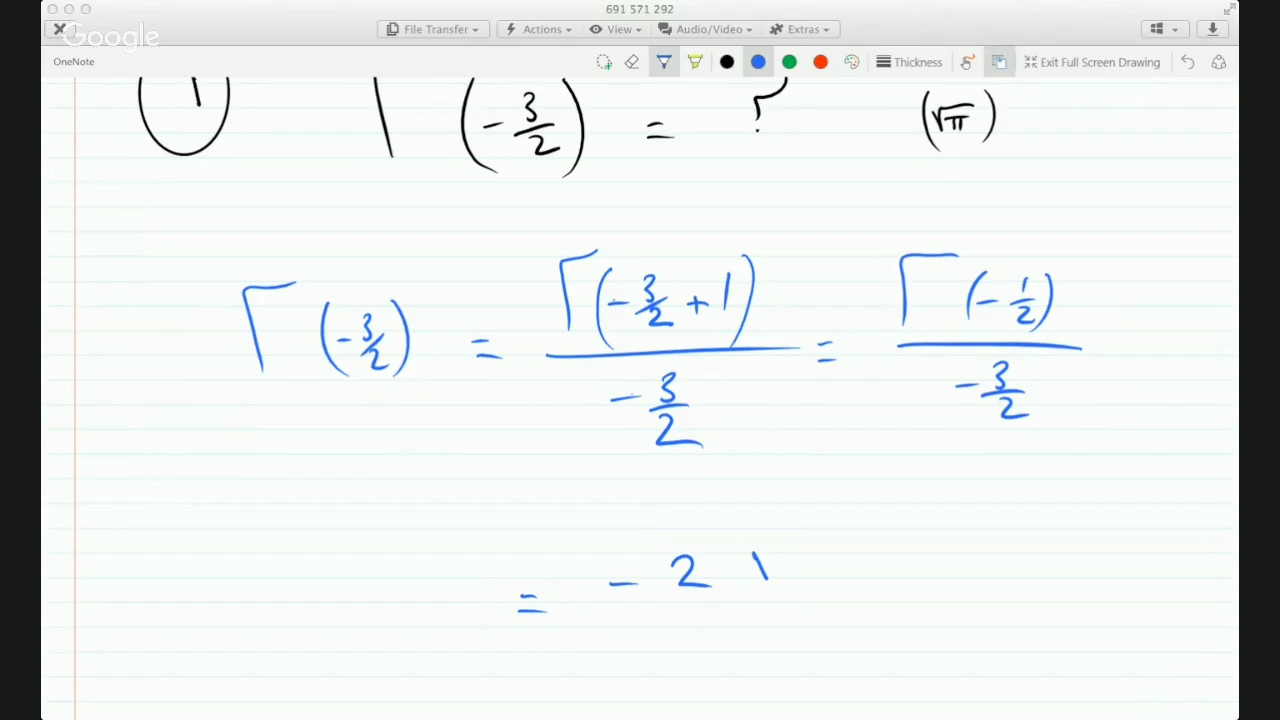 691 571 292
Google
File Transfer Actions View Audio/Video Extras
OneNote Thickness Exit Full Screen Drawing
1 Γ(-3/2) = ? (√π)
Γ(-3/2) = Γ(-3/2 + 1) / (-3/2) = Γ(-1/2) / (-3/2)
= - 2